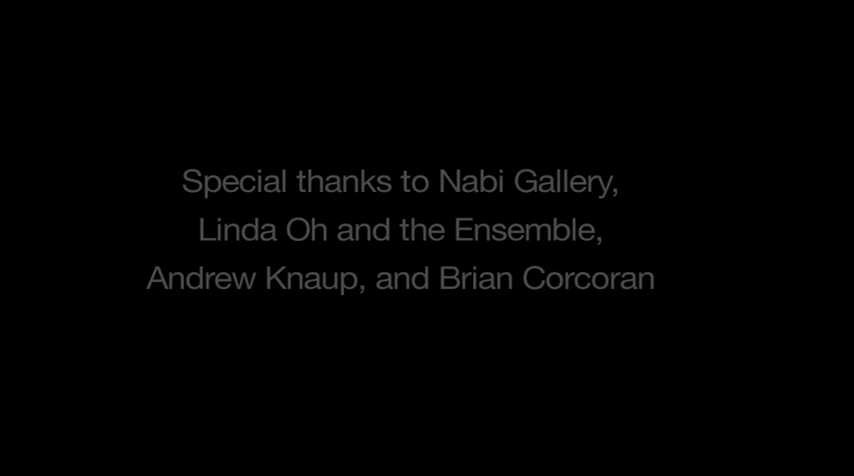 Special thanks to Nabi Gallery,
Linda Oh and the Ensemble,
Andrew Knaup, and Brian Corcoran